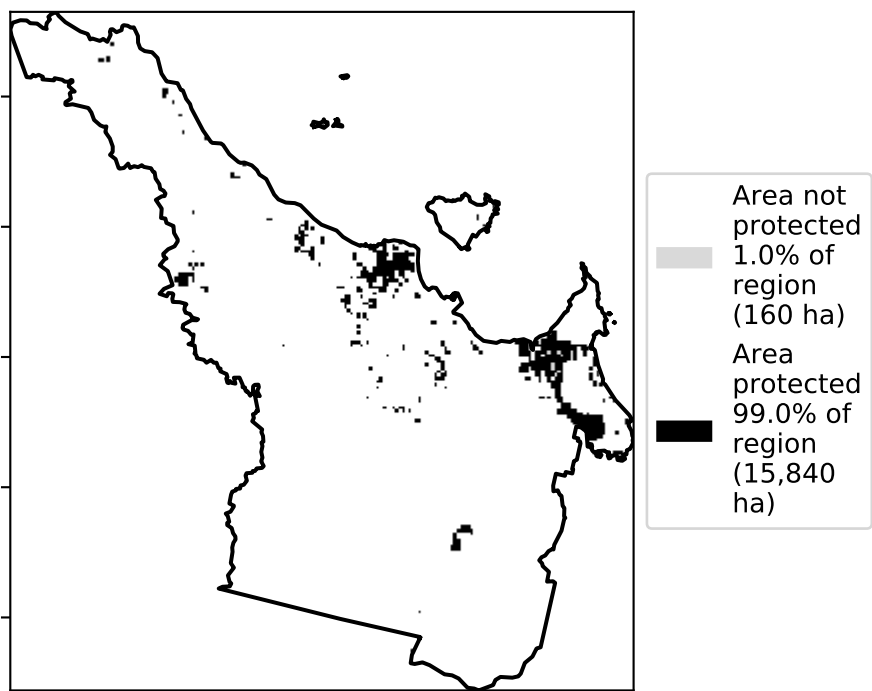 Area not
protected
1.0% of
region
(160 ha)
Area
protected
99.0% of
region
(15,840
ha)